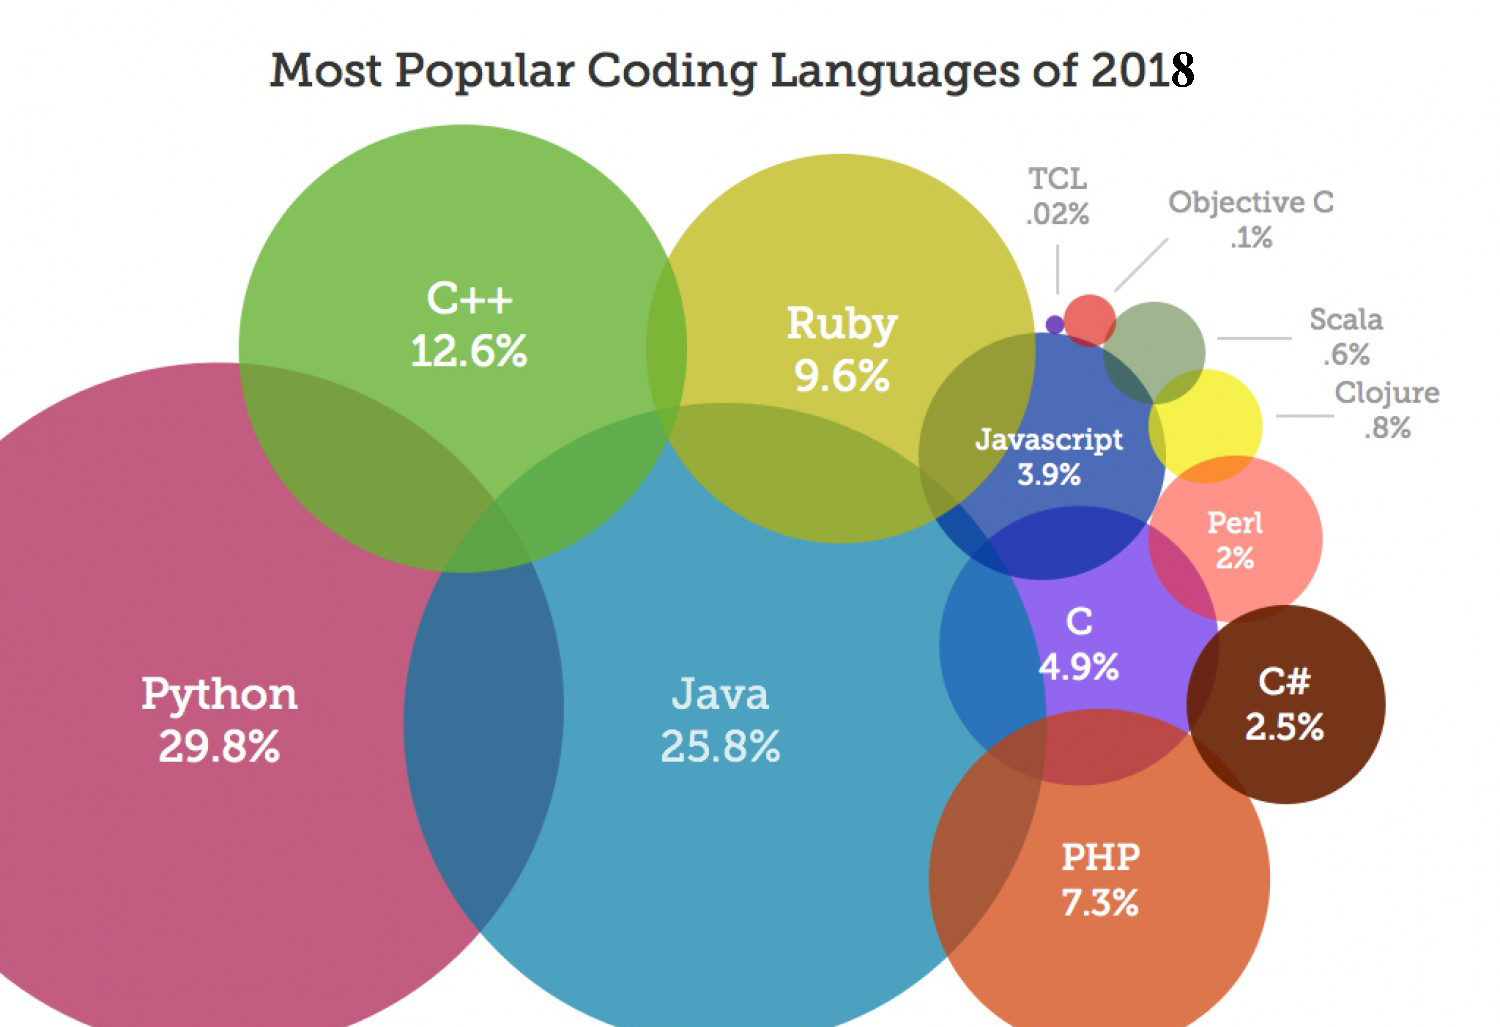 Most Popular Coding Languages of 2018
TCL
.02%
Objective C
.1%
C++
12.6%
Ruby
9.6%
Scala
.6%
Clojure
.8%
Javascript
3.9%
Perl
2%
C
4.9%
C#
2.5%
Python
29.8%
Java
25.8%
PHP
7.3%